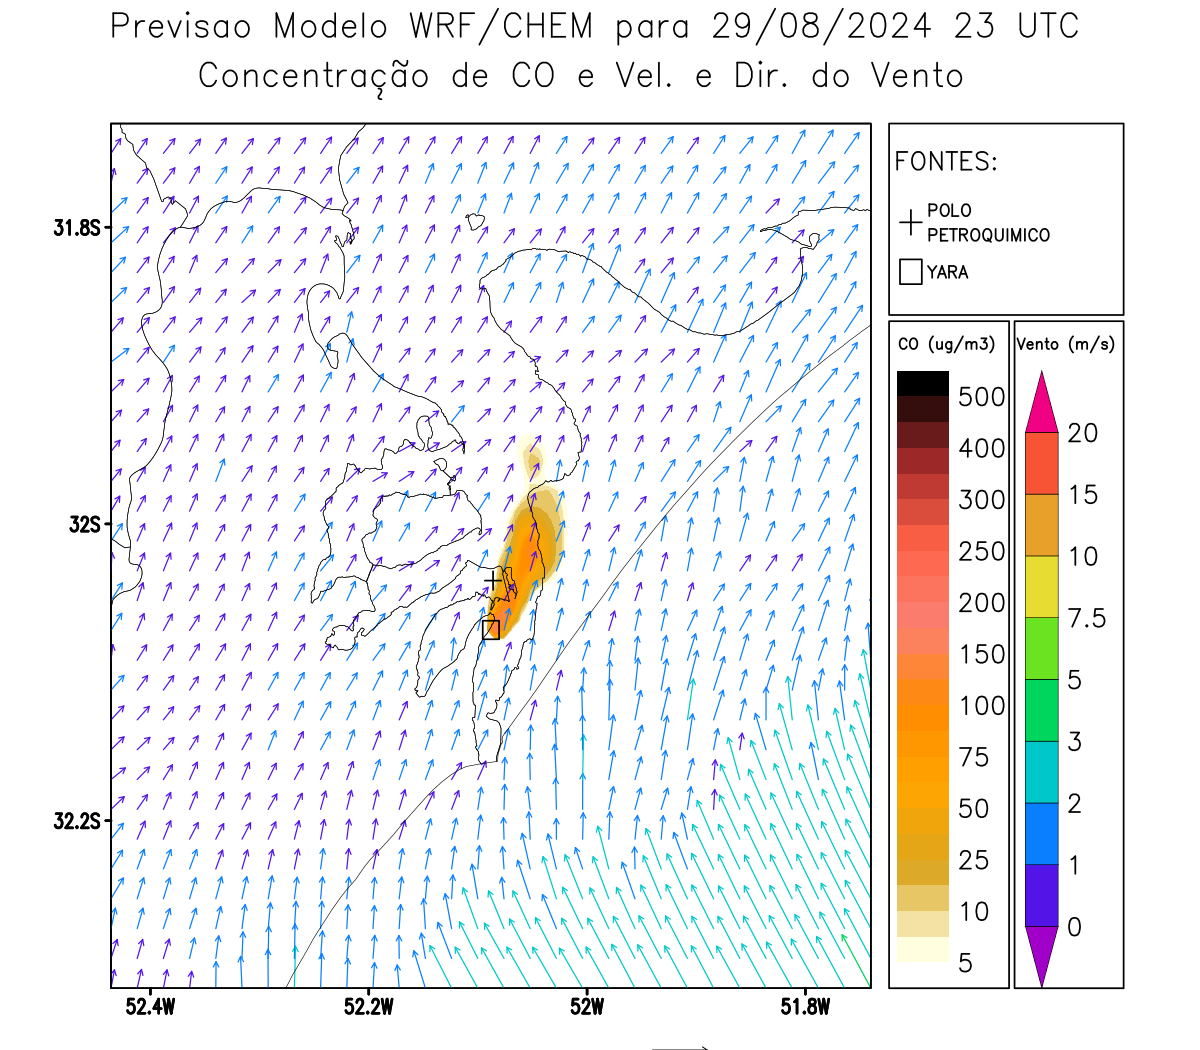 Previsao Modelo WRF/CHEM para 29/08/2024 23 UTC
Concentração de CO e Vel. e Dir. do Vento
FONTES:
POLO
PETROQUIMICO
YARA
CO (ug/m3)
500
400
300
250
200
150
100
75
50
25
10
5
Vento (m/s)
20
15
10
7.5
5
3
2
1
0
31.8S
32S
32.2S
52.4W
52.2W
52W
51.8W